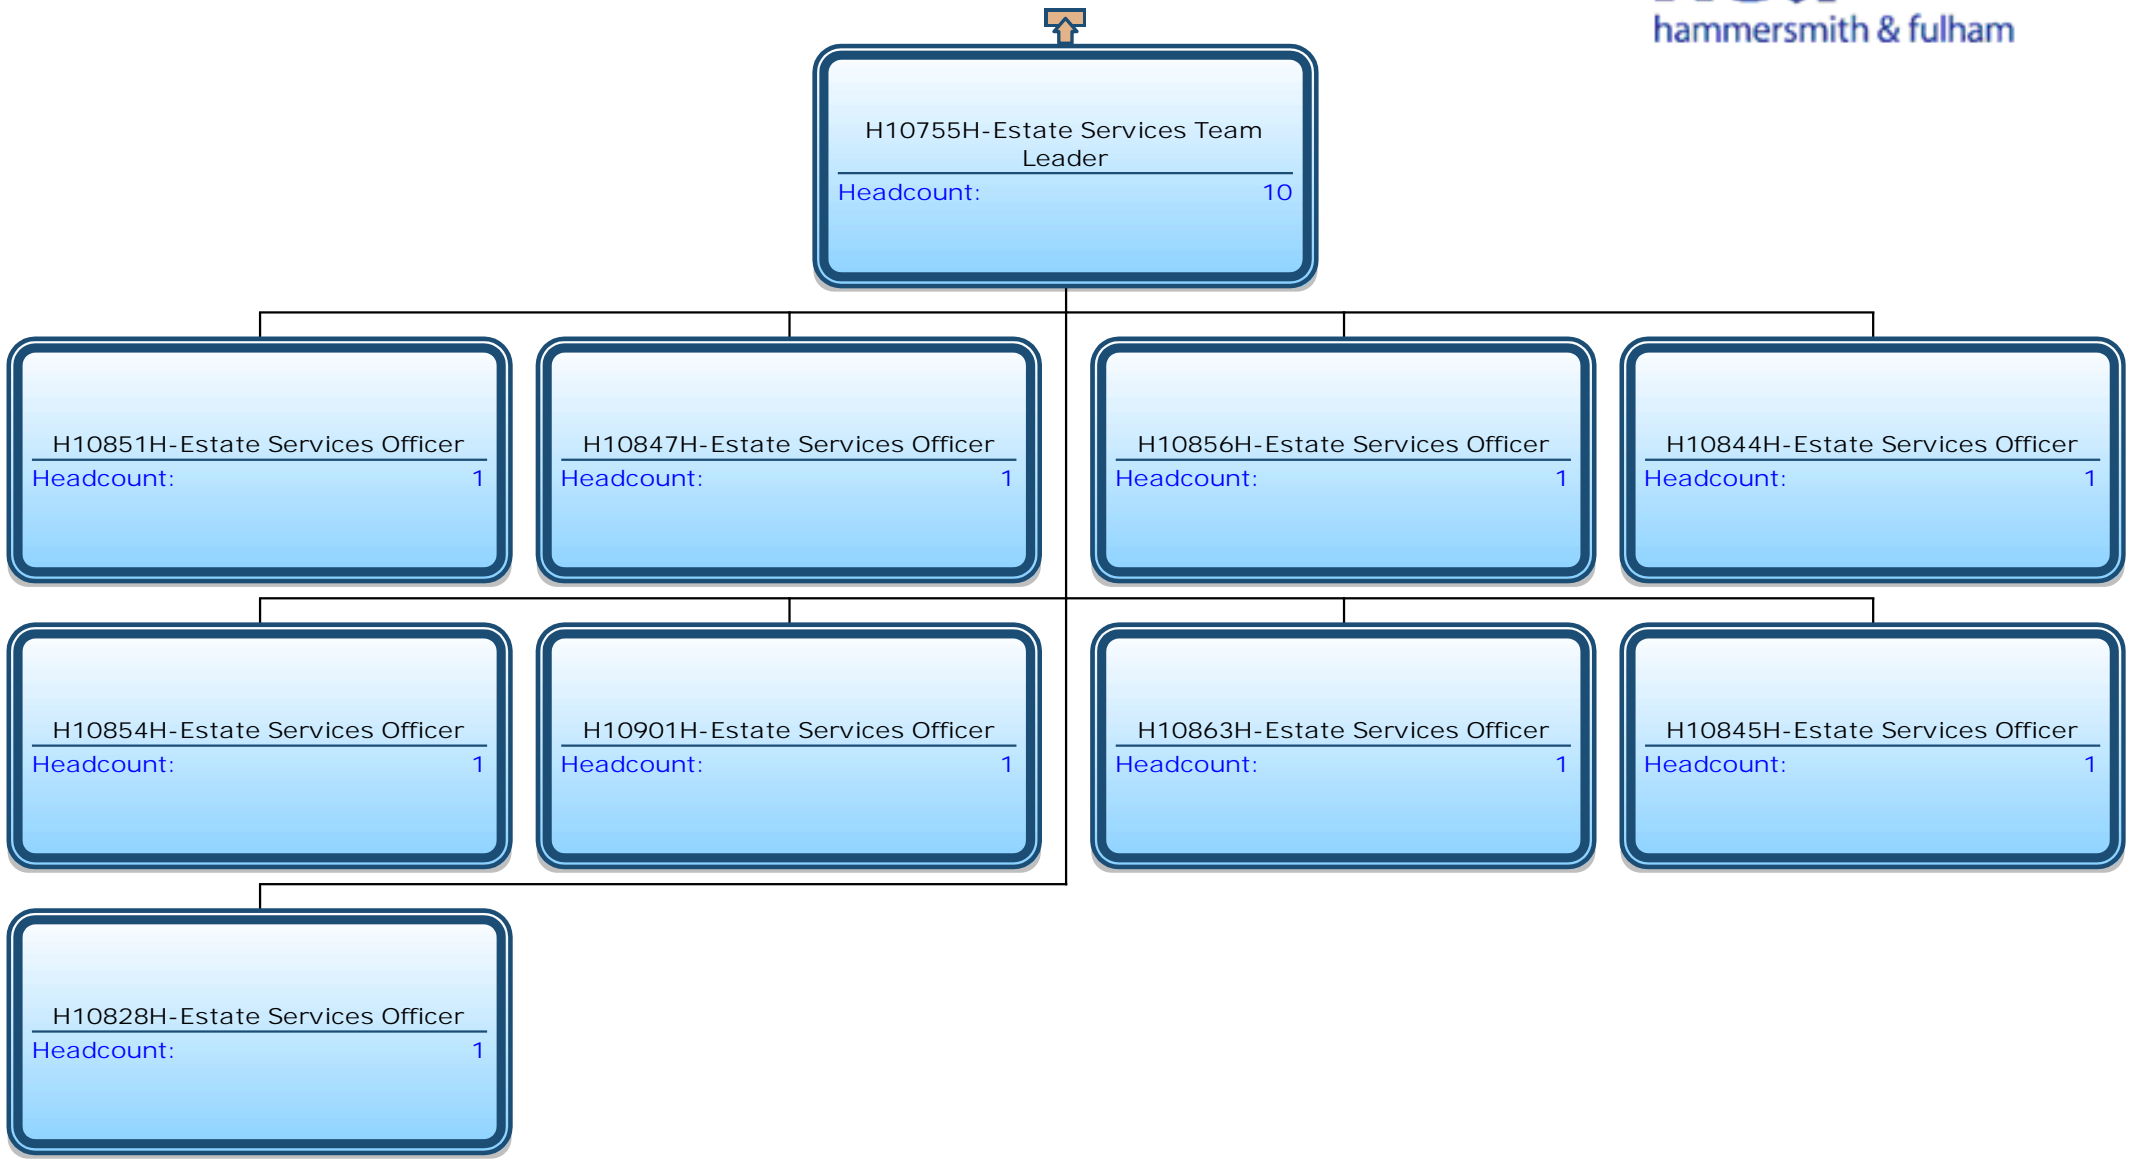 hammersmith & fulham
H10755H-Estate Services Team
Leader
Headcount: 10
H10851H-Estate Services Officer
Headcount: 1
H10847H-Estate Services Officer
Headcount: 1
H10856H-Estate Services Officer
Headcount: 1
H10844H-Estate Services Officer
Headcount: 1
H10854H-Estate Services Officer
Headcount: 1
H10901H-Estate Services Officer
Headcount: 1
H10863H-Estate Services Officer
Headcount: 1
H10845H-Estate Services Officer
Headcount: 1
H10828H-Estate Services Officer
Headcount: 1